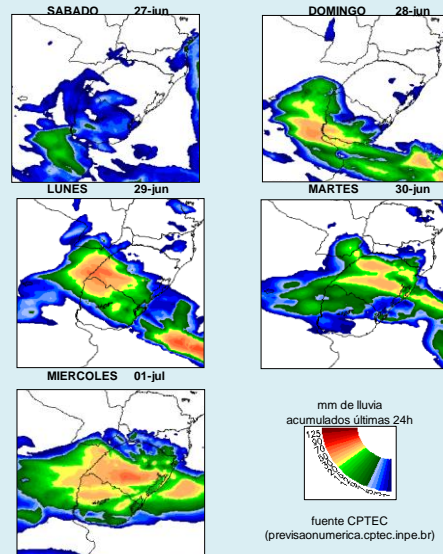 SABADO 27-jun
DOMINGO 28-jun
LUNES 29-jun
MARTES 30-jun
MIERCOLES 01-jul
mm de lluvia
acumulados últimas 24h
125
fuente CPTEC
(previsaonumerica.cptec.inpe.br)